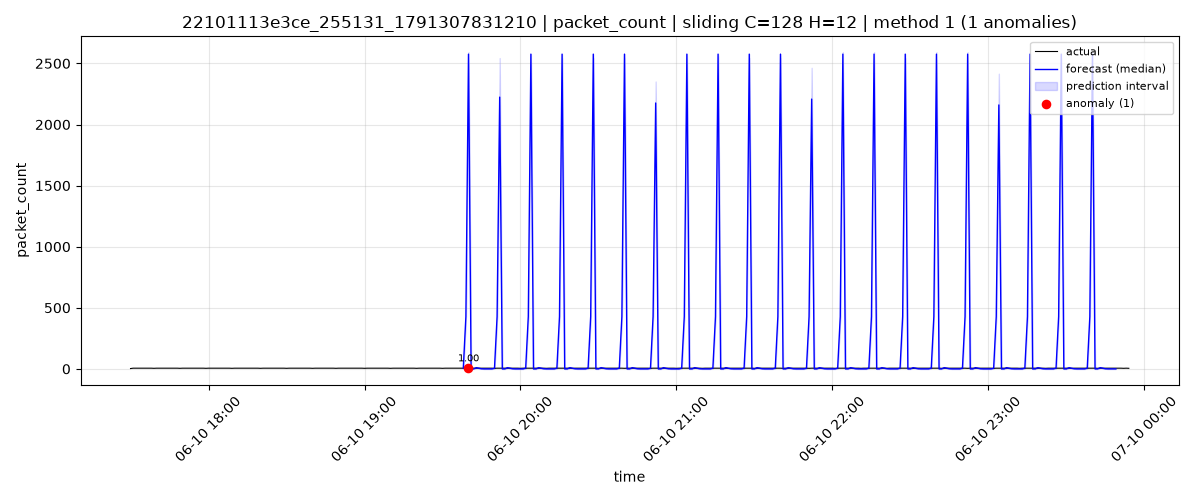 22101113e3ce_255131_1791307831210 | packet_count | sliding C=128 H=12 | method 1 (1 anomalies)
actual
forecast (median)
prediction interval
anomaly (1)
packet_count
2500
2000
1500
1000
500
0
1.00
06-10 18:00
06-10 19:00
06-10 20:00
06-10 21:00
06-10 22:00
06-10 23:00
07-10 00:00
time